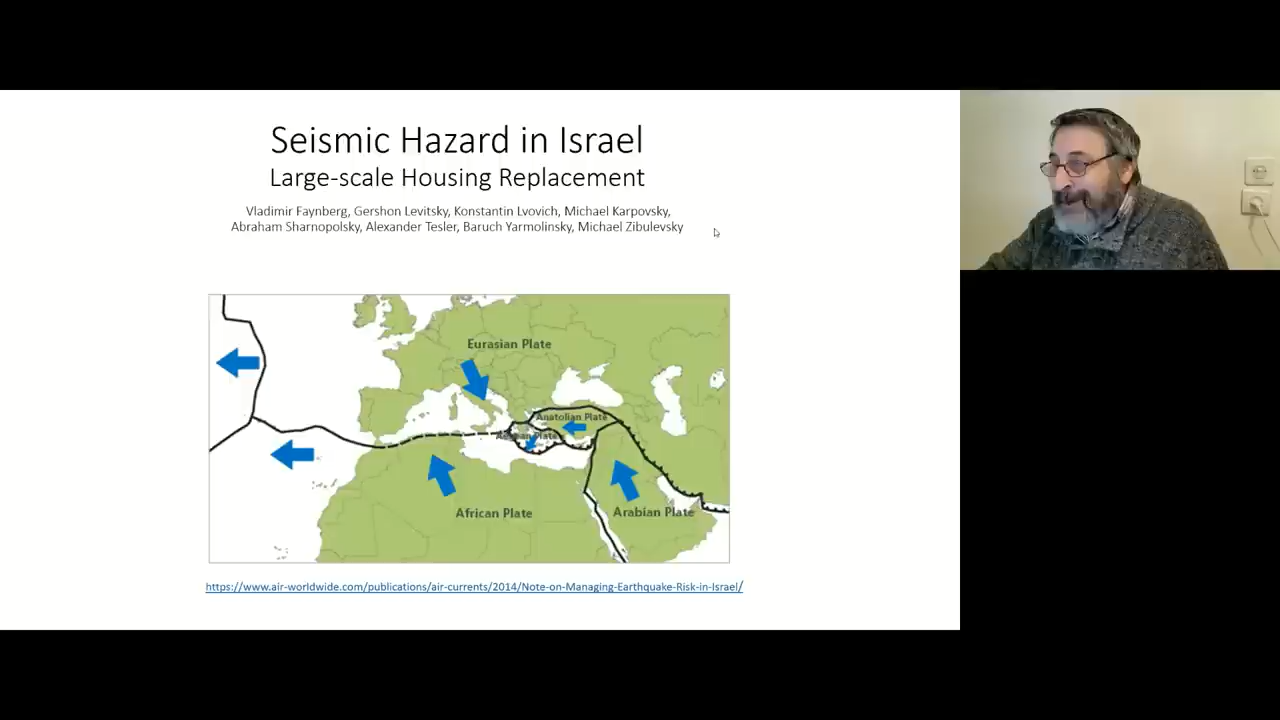 Seismic Hazard in Israel
Large-scale Housing Replacement
Vladimir Faynberg, Gershon Levitsky, Konstantin Lvovich, Michael Karpovsky,
Abraham Sharnopolsky, Alexander Tesler, Baruch Yarmolinsky, Michael Zibulevsky
Eurasian Plate
Anatolian Plate
Plate
African Plate
Arabian Plate
https://www.air-worldwide.com/publications/air-currents/2014/Note-on-Managing-Earthquake-Risk-in-Israel/